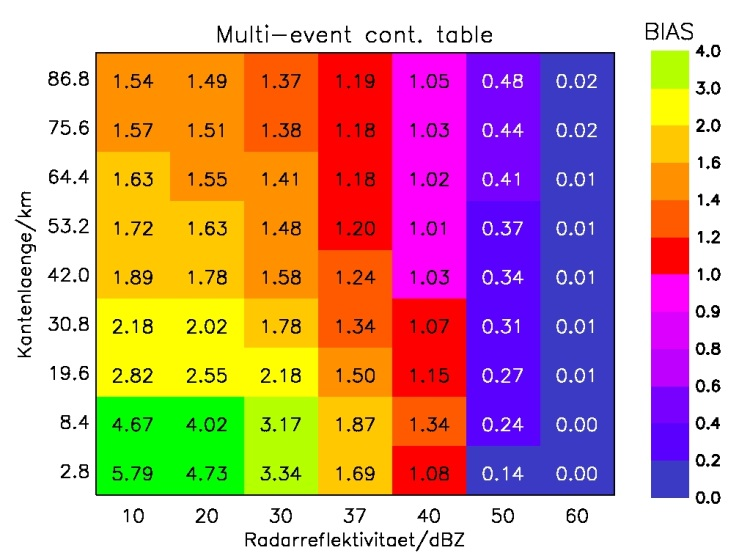 Multi-event cont. table
BIAS
Kantenlaenge/km
86.8 1.54 1.49 1.37 1.19 1.05 0.48 0.02
75.6 1.57 1.51 1.38 1.18 1.03 0.44 0.02
64.4 1.63 1.55 1.41 1.18 1.02 0.41 0.01
53.2 1.72 1.63 1.48 1.20 1.01 0.37 0.01
42.0 1.89 1.78 1.58 1.24 1.03 0.34 0.01
30.8 2.18 2.02 1.78 1.34 1.07 0.31 0.01
19.6 2.82 2.55 2.18 1.50 1.15 0.27 0.01
8.4 4.67 4.02 3.17 1.87 1.34 0.24 0.00
2.8 5.79 4.73 3.34 1.69 1.08 0.14 0.00
10 20 30 37 40 50 60
Radarreflektivitaet/dBZ
4.0
3.0
2.0
1.6
1.4
1.2
1.0
0.9
0.8
0.6
0.4
0.2
0.0